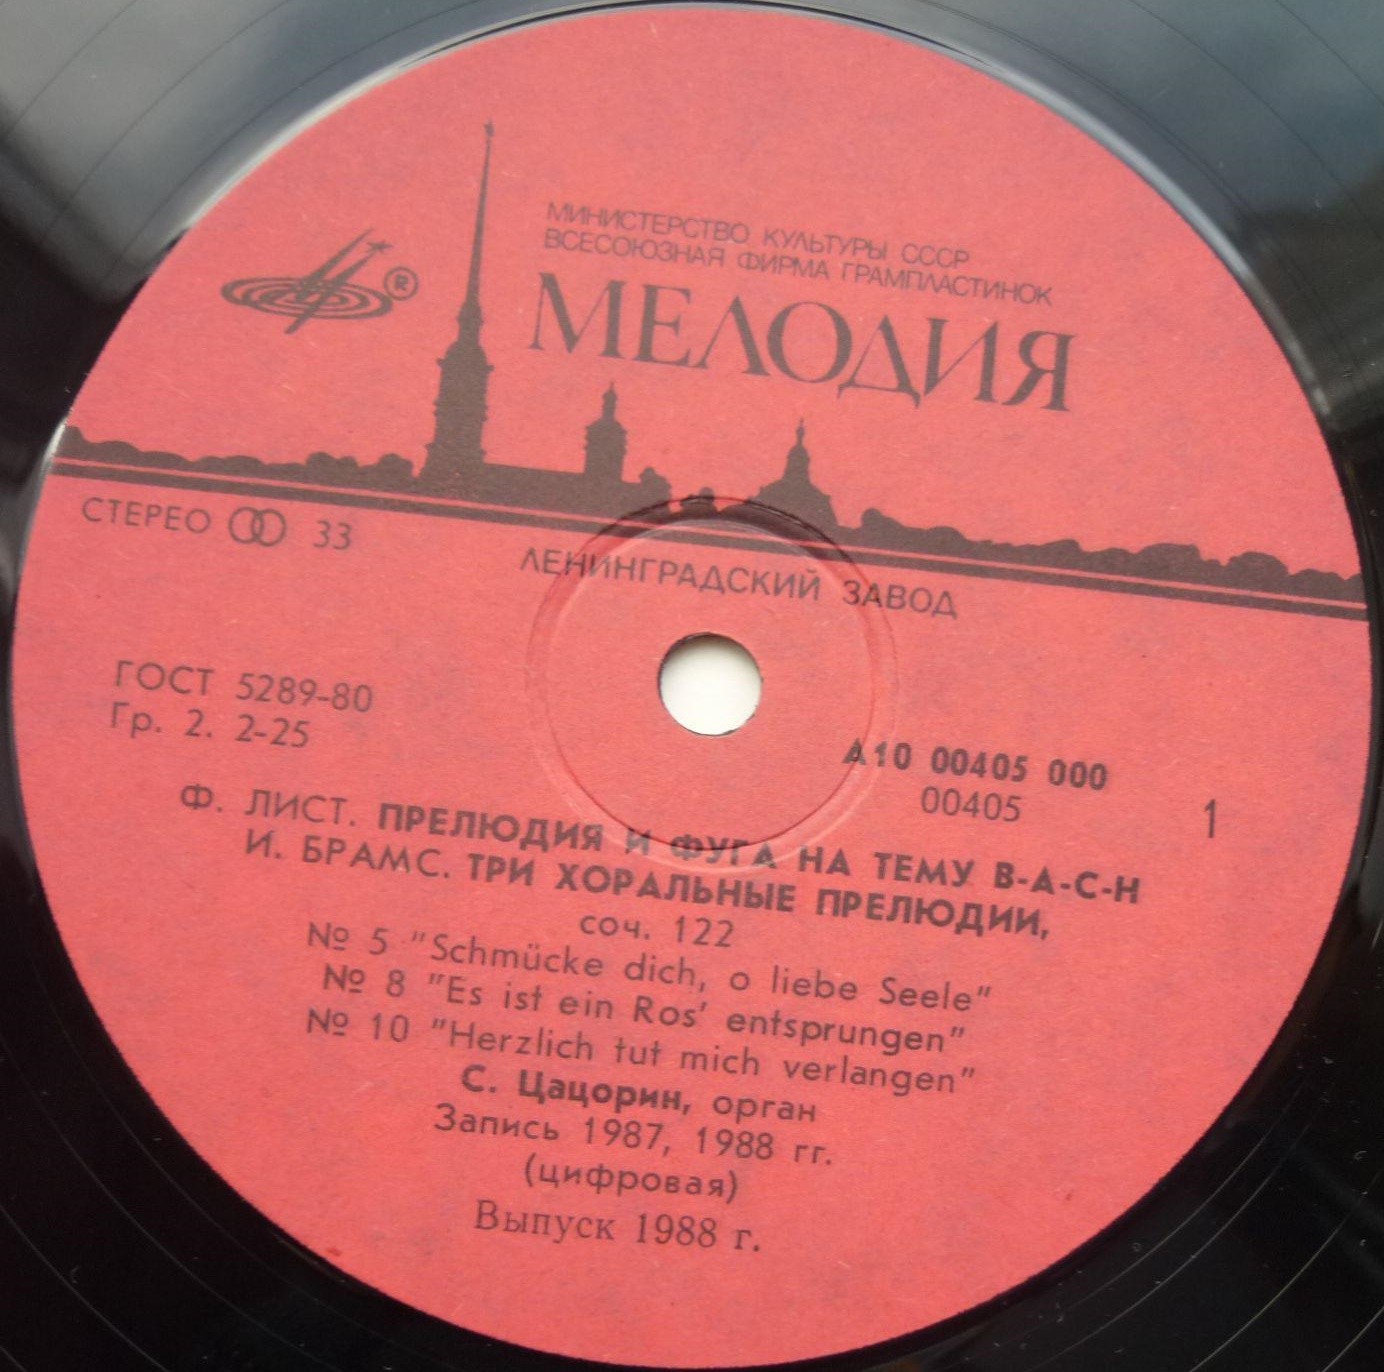 МИНИСТЕРСТВО КУЛЬТУРЫ СССР
ВСЕСОЮЗНАЯ ФИРМА ГРАМПЛАСТИНОК
®
МЕЛОДИЯ
СТЕРЕО 33
ЛЕНИНГРАДСКИЙ ЗАВОД
ГОСТ 5289-80
Гр. 2. 2-25
А10 00405 000
00405
1
Ф. ЛИСТ. ПРЕЛЮДИЯ И ФУГА НА ТЕМУ B-A-C-H
И. БРАМС. ТРИ ХОРАЛЬНЫЕ ПРЕЛЮДИИ,
соч. 122
№ 5 "Schmücke dich, o liebe Seele"
№ 8 "Es ist ein Ros' entsprungen"
№ 10 "Herzlich tut mich verlangen"
С. Цацорин, орган
Запись 1987, 1988 гг.
(цифровая)
Выпуск 1988 г.